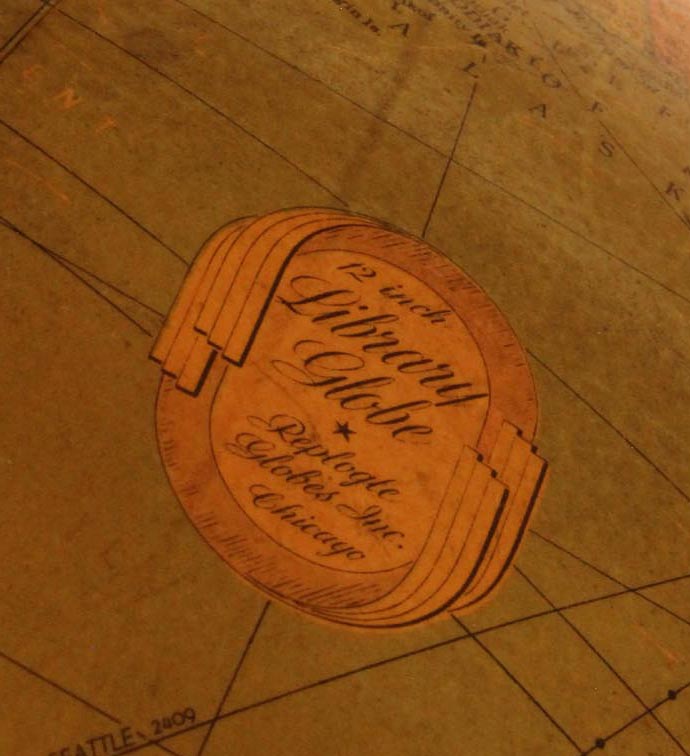 12 inch
Library
Globe
Replogle
Globes Inc.
Chicago
SEATTLE 2409
A L A S K